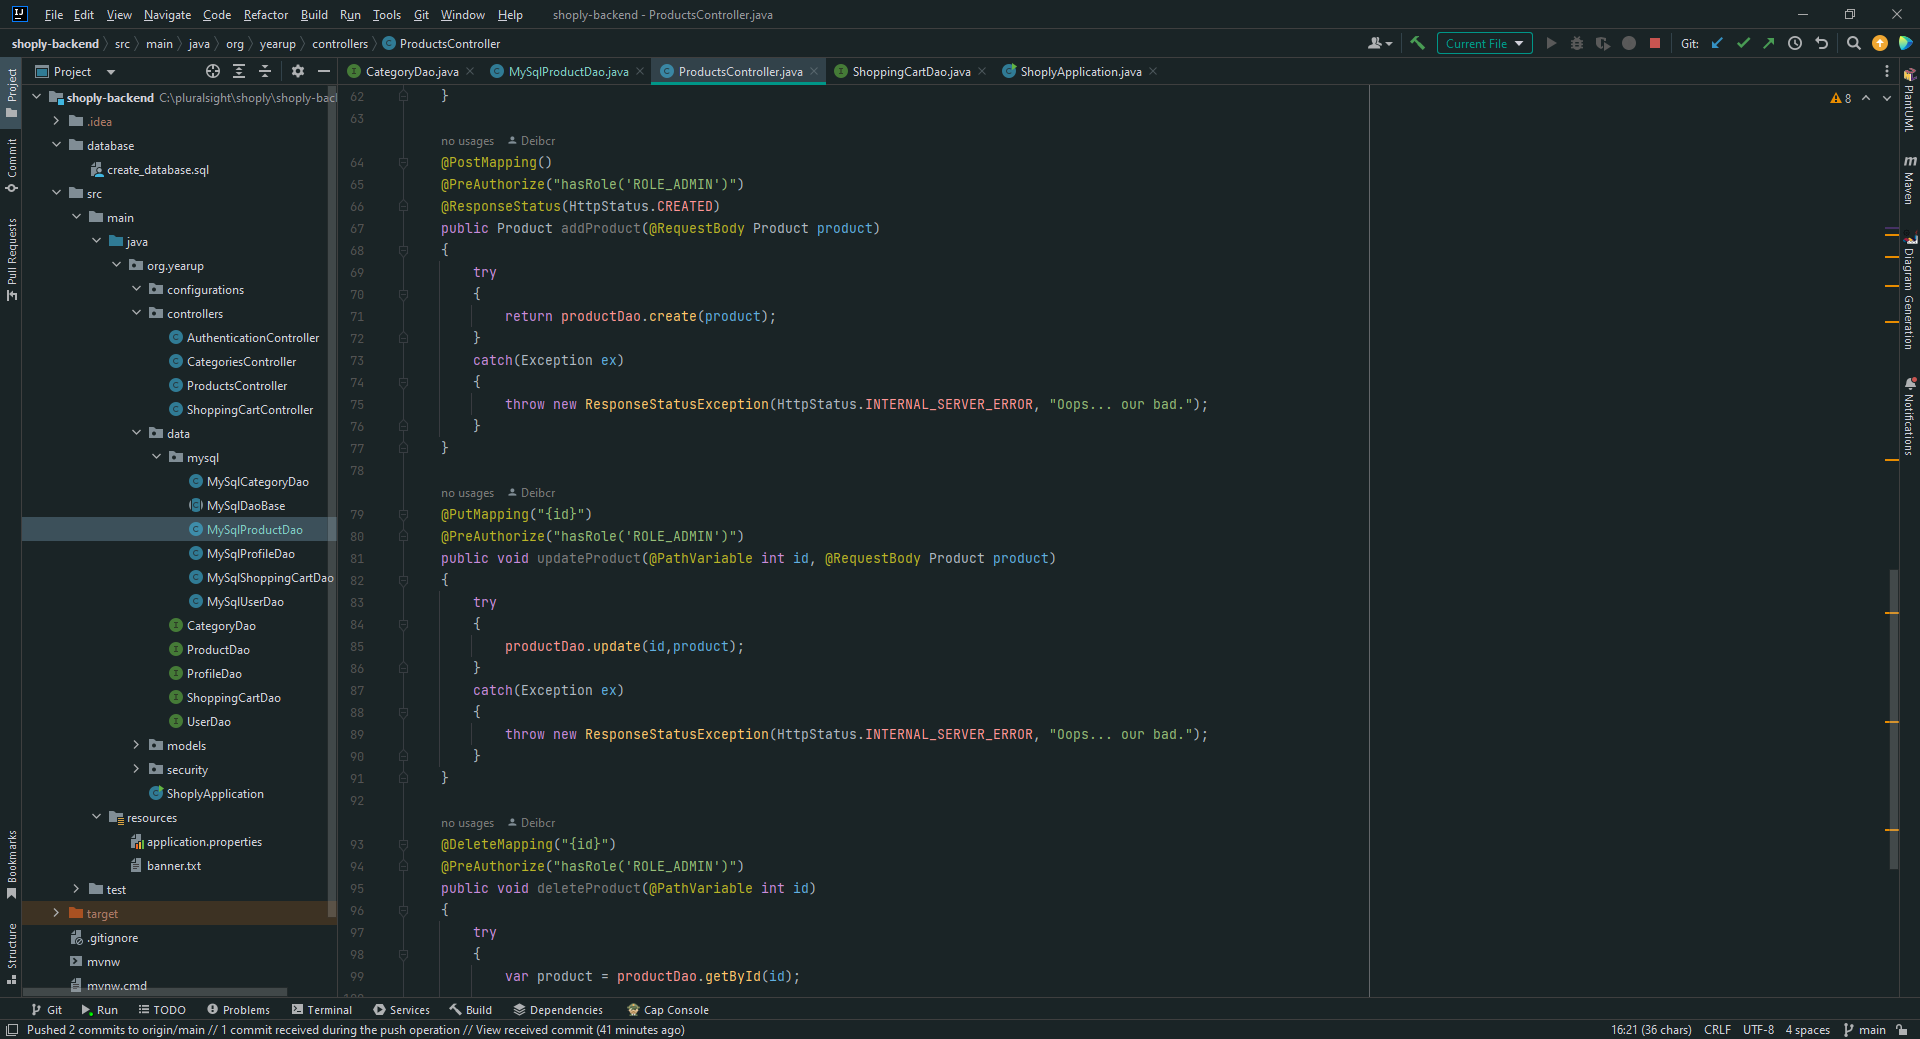 File Edit View Navigate Code Refactor Build Run Tools Git Window Help shoply-backend - ProductsController.java
shoply-backend src main java org yearup controllers ProductsController Current File Git:
Project CategoryDao.java MySqlProductDao.java ProductsController.java ShoppingCartDao.java ShoplyApplication.java
Project
Commit
Pull Requests
Bookmarks
Structure
shoply-backend C:\pluralsight\shoply\shoply-bac
.idea
database
create_database.sql
src
main
java
org.yearup
configurations
controllers
AuthenticationController
CategoriesController
ProductsController
ShoppingCartController
data
mysql
MySqlCategoryDao
MySqlDaoBase
MySqlProductDao
MySqlProfileDao
MySqlShoppingCartDao
MySqlUserDao
CategoryDao
ProductDao
ProfileDao
ShoppingCartDao
UserDao
models
security
ShoplyApplication
resources
application.properties
banner.txt
test
target
.gitignore
mvnw
mvnw.cmd
8
62 }
63
no usages Deibcr
64 @PostMapping()
65 @PreAuthorize("hasRole('ROLE_ADMIN')")
66 @ResponseStatus(HttpStatus.CREATED)
67 public Product addProduct(@RequestBody Product product)
68 {
69 try
70 {
71 return productDao.create(product);
72 }
73 catch(Exception ex)
74 {
75 throw new ResponseStatusException(HttpStatus.INTERNAL_SERVER_ERROR, "Oops... our bad.");
76 }
77 }
78
no usages Deibcr
79 @PutMapping("{id}")
80 @PreAuthorize("hasRole('ROLE_ADMIN')")
81 public void updateProduct(@PathVariable int id, @RequestBody Product product)
82 {
83 try
84 {
85 productDao.update(id,product);
86 }
87 catch(Exception ex)
88 {
89 throw new ResponseStatusException(HttpStatus.INTERNAL_SERVER_ERROR, "Oops... our bad.");
90 }
91 }
92
no usages Deibcr
93 @DeleteMapping("{id}")
94 @PreAuthorize("hasRole('ROLE_ADMIN')")
95 public void deleteProduct(@PathVariable int id)
96 {
97 try
98 {
99 var product = productDao.getById(id);
PlantUML
Maven
Diagram Generation
Notifications
Git Run TODO Problems Terminal Services Build Dependencies Cap Console
Pushed 2 commits to origin/main // 1 commit received during the push operation // View received commit (41 minutes ago) 16:21 (36 chars) CRLF UTF-8 4 spaces main